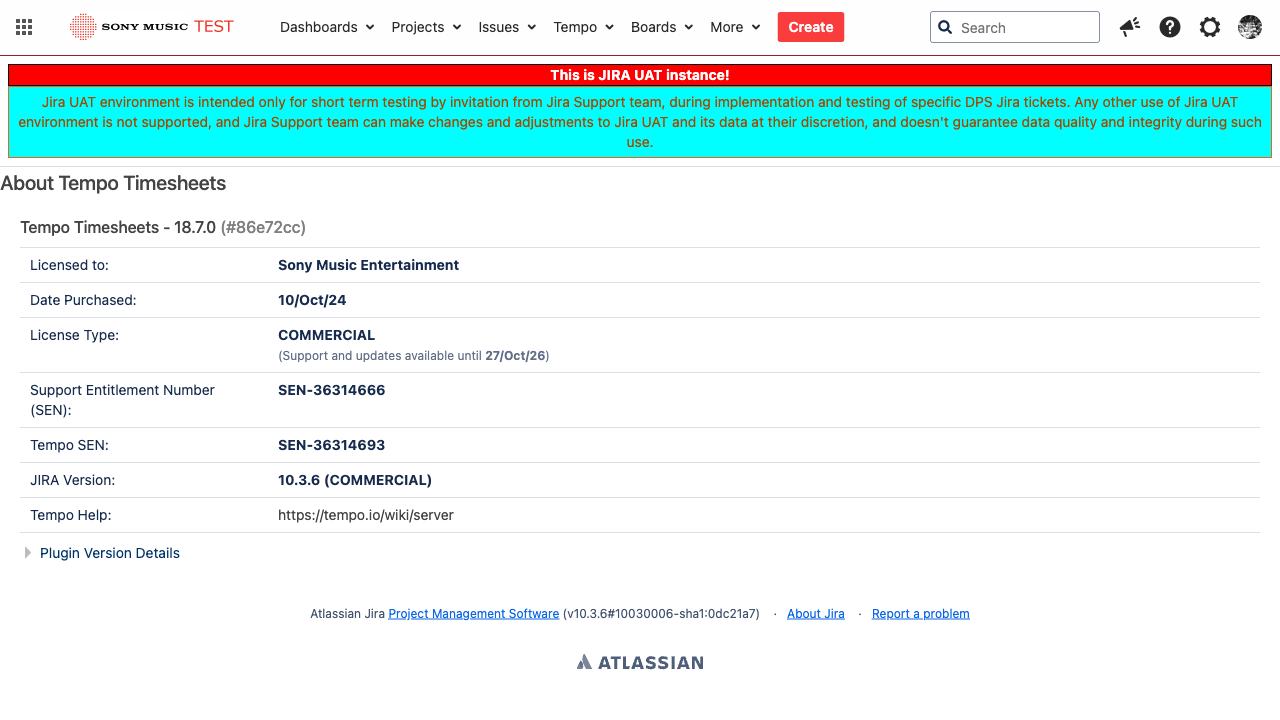 SONY MUSIC TEST Dashboards Projects Issues Tempo Boards More Create Search
This is JIRA UAT instance!
Jira UAT environment is intended only for short term testing by invitation from Jira Support team, during implementation and testing of specific DPS Jira tickets. Any other use of Jira UAT
environment is not supported, and Jira Support team can make changes and adjustments to Jira UAT and its data at their discretion, and doesn't guarantee data quality and integrity during such
use.
About Tempo Timesheets
Tempo Timesheets - 18.7.0 (#86e72cc)
Licensed to: Sony Music Entertainment
Date Purchased: 10/Oct/24
License Type: COMMERCIAL
(Support and updates available until 27/Oct/26)
Support Entitlement Number SEN-36314666
(SEN):
Tempo SEN: SEN-36314693
JIRA Version: 10.3.6 (COMMERCIAL)
Tempo Help: https://tempo.io/wiki/server
Plugin Version Details
Atlassian Jira Project Management Software (v10.3.6#10030006-sha1:0dc21a7) · About Jira · Report a problem
ATLASSIAN